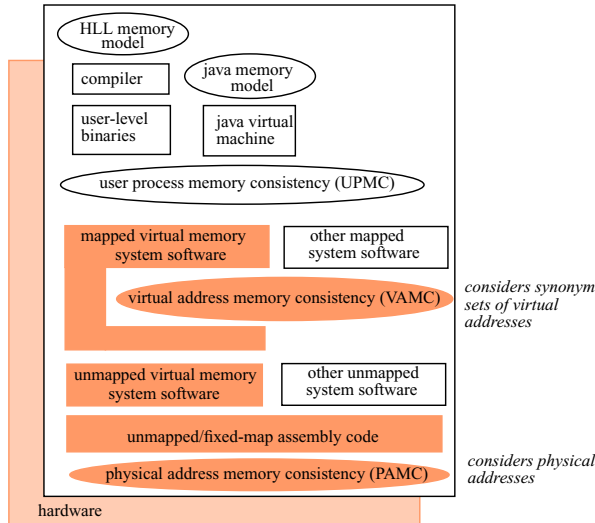 HLL memory
model
compiler
java memory
model
user-level
binaries
java virtual
machine
user process memory consistency (UPMC)
mapped virtual memory
system software
other mapped
system software
virtual address memory consistency (VAMC)
considers synonym
sets of virtual
addresses
unmapped virtual memory
system software
other unmapped
system software
unmapped/fixed-map assembly code
physical address memory consistency (PAMC)
considers physical
addresses
hardware